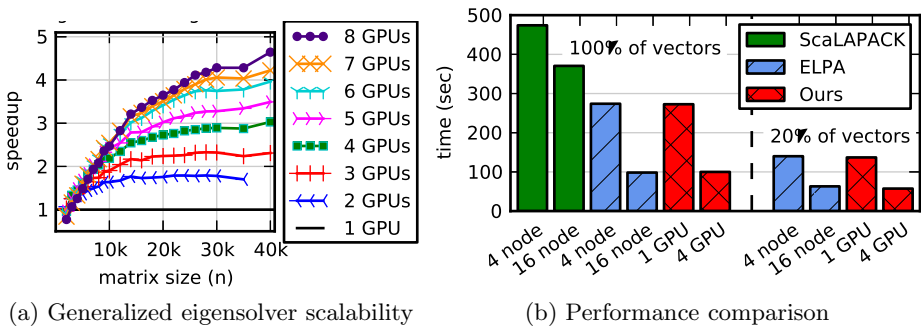 5
4
3
2
1
speedup
10k
20k
30k
40k
matrix size (n)
8 GPUs
7 GPUs
6 GPUs
5 GPUs
4 GPUs
3 GPUs
2 GPUs
1 GPU
(a) Generalized eigensolver scalability
500
400
300
200
100
0
time (sec)
100% of vectors
20% of vectors
ScaLAPACK
ELPA
Ours
4 node
16 node
4 node
16 node
1 GPU
4 GPU
4 node
16 node
1 GPU
4 GPU
(b) Performance comparison